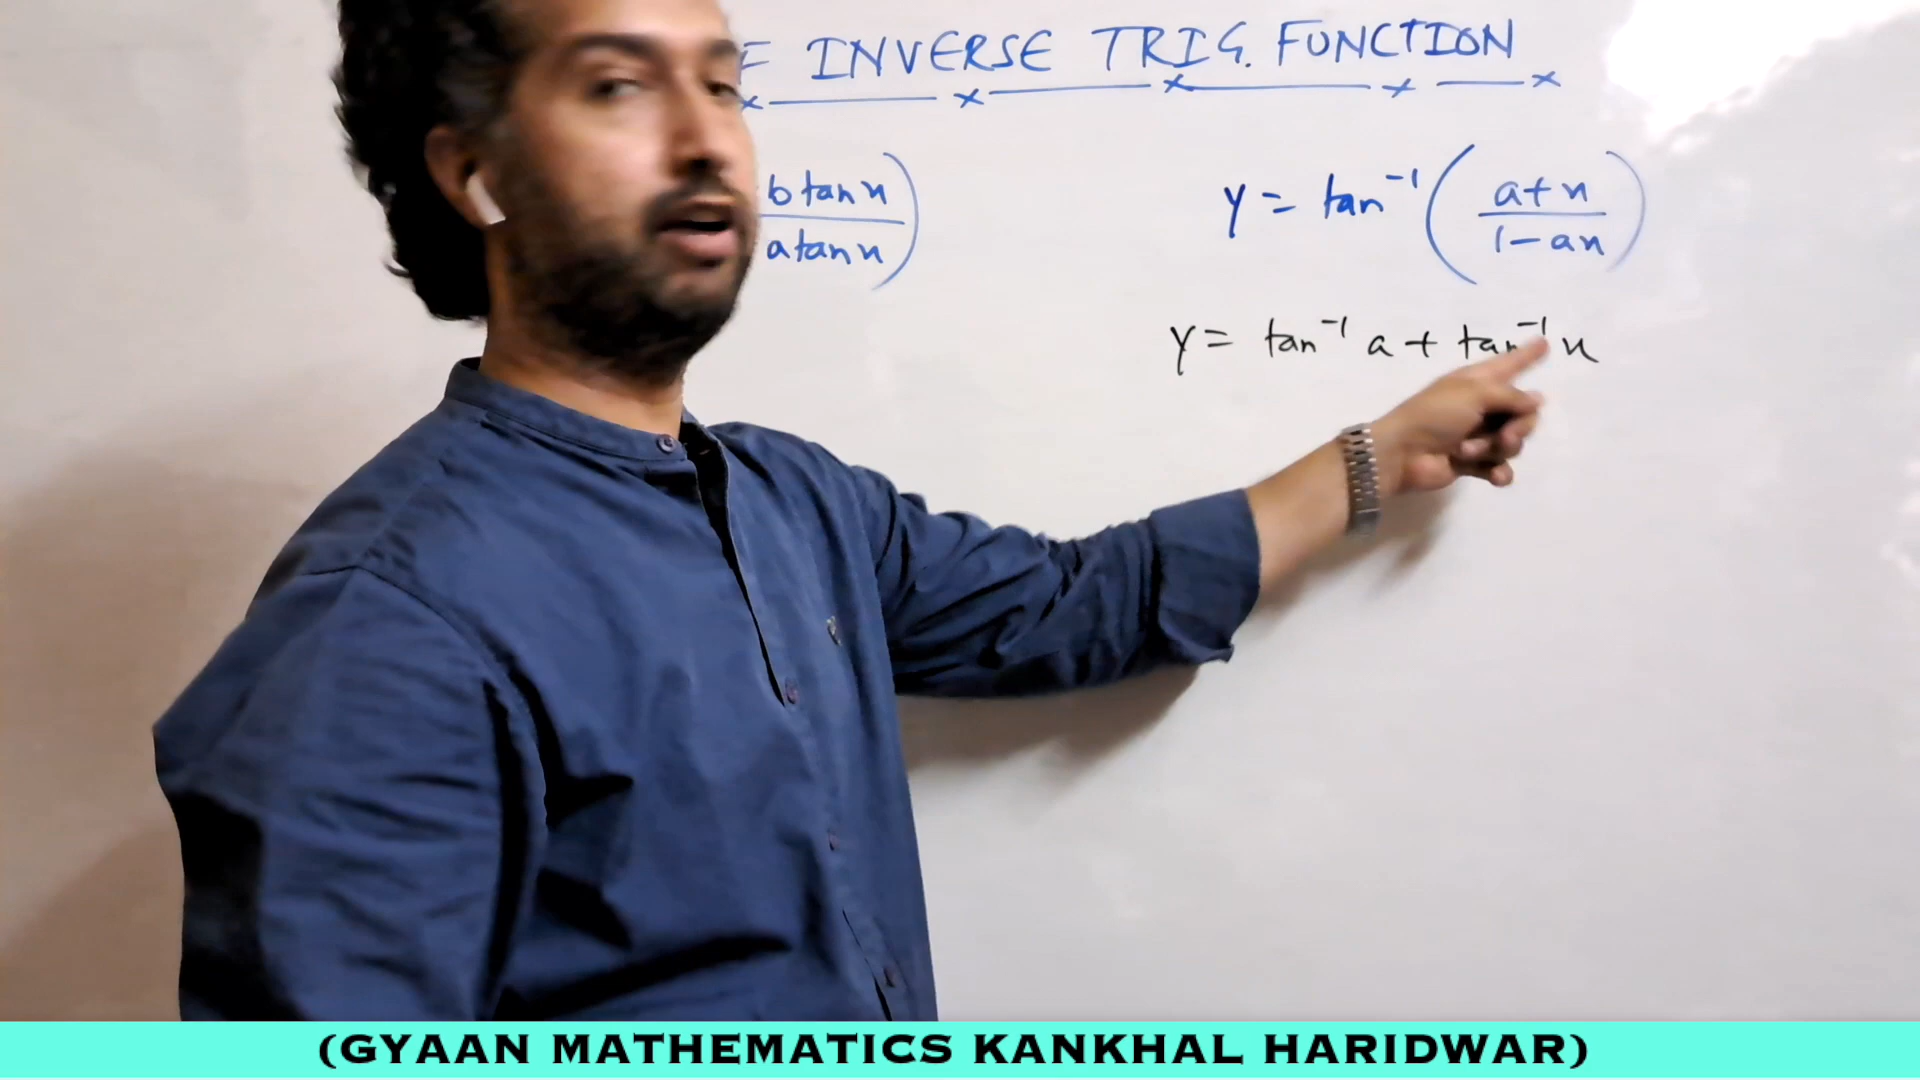 F INVERSE TRIG. FUNCTION
b tan x
a tan x
y = tan⁻¹ (a+x / 1-ax)
y = tan⁻¹ a + tan⁻¹ x
(GYAAN MATHEMATICS KANKHAL HARIDWAR)